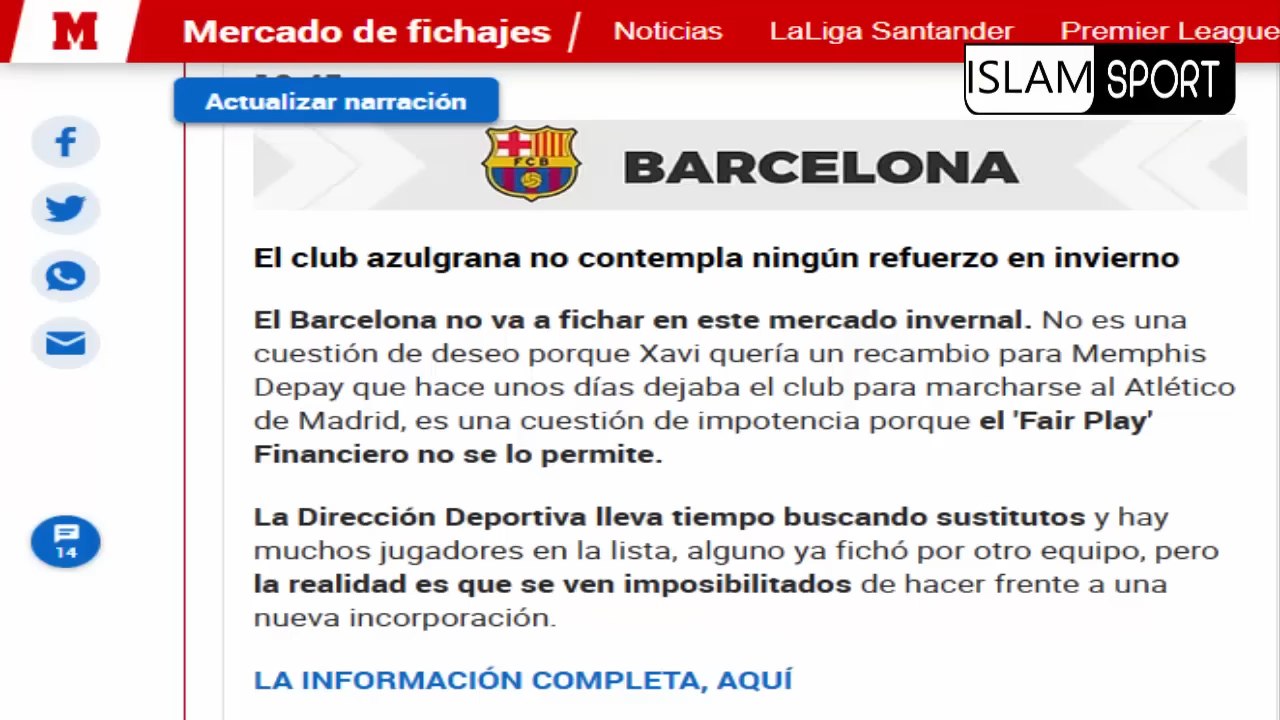 M
Mercado de fichajes / Noticias LaLiga Santander Premier League
ISLAM SPORT
Actualizar narración
FCB
BARCELONA
El club azulgrana no contempla ningún refuerzo en invierno
El Barcelona no va a fichar en este mercado invernal. No es una
cuestión de deseo porque Xavi quería un recambio para Memphis
Depay que hace unos días dejaba el club para marcharse al Atlético
de Madrid, es una cuestión de impotencia porque el 'Fair Play'
Financiero no se lo permite.
La Dirección Deportiva lleva tiempo buscando sustitutos y hay
muchos jugadores en la lista, alguno ya fichó por otro equipo, pero
la realidad es que se ven imposibilitados de hacer frente a una
nueva incorporación.
14
LA INFORMACIÓN COMPLETA, AQUÍ